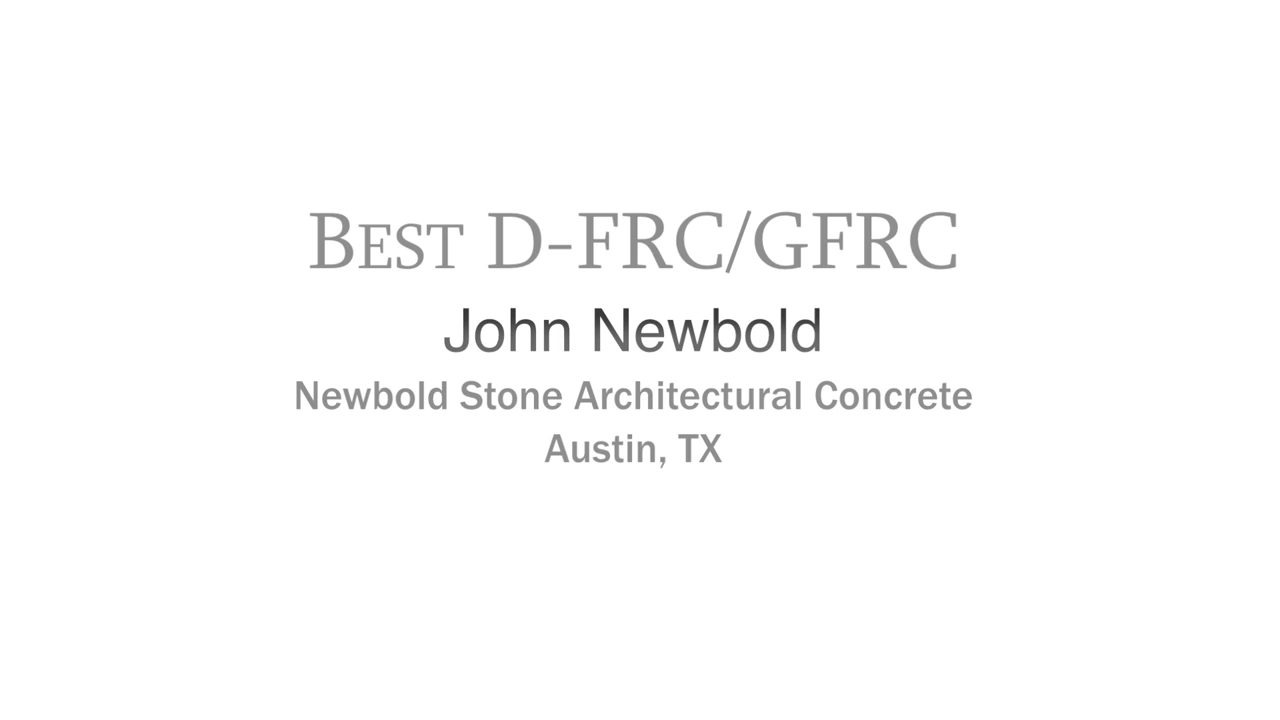 Best D-FRC/GFRC
John Newbold
Newbold Stone Architectural Concrete
Austin, TX